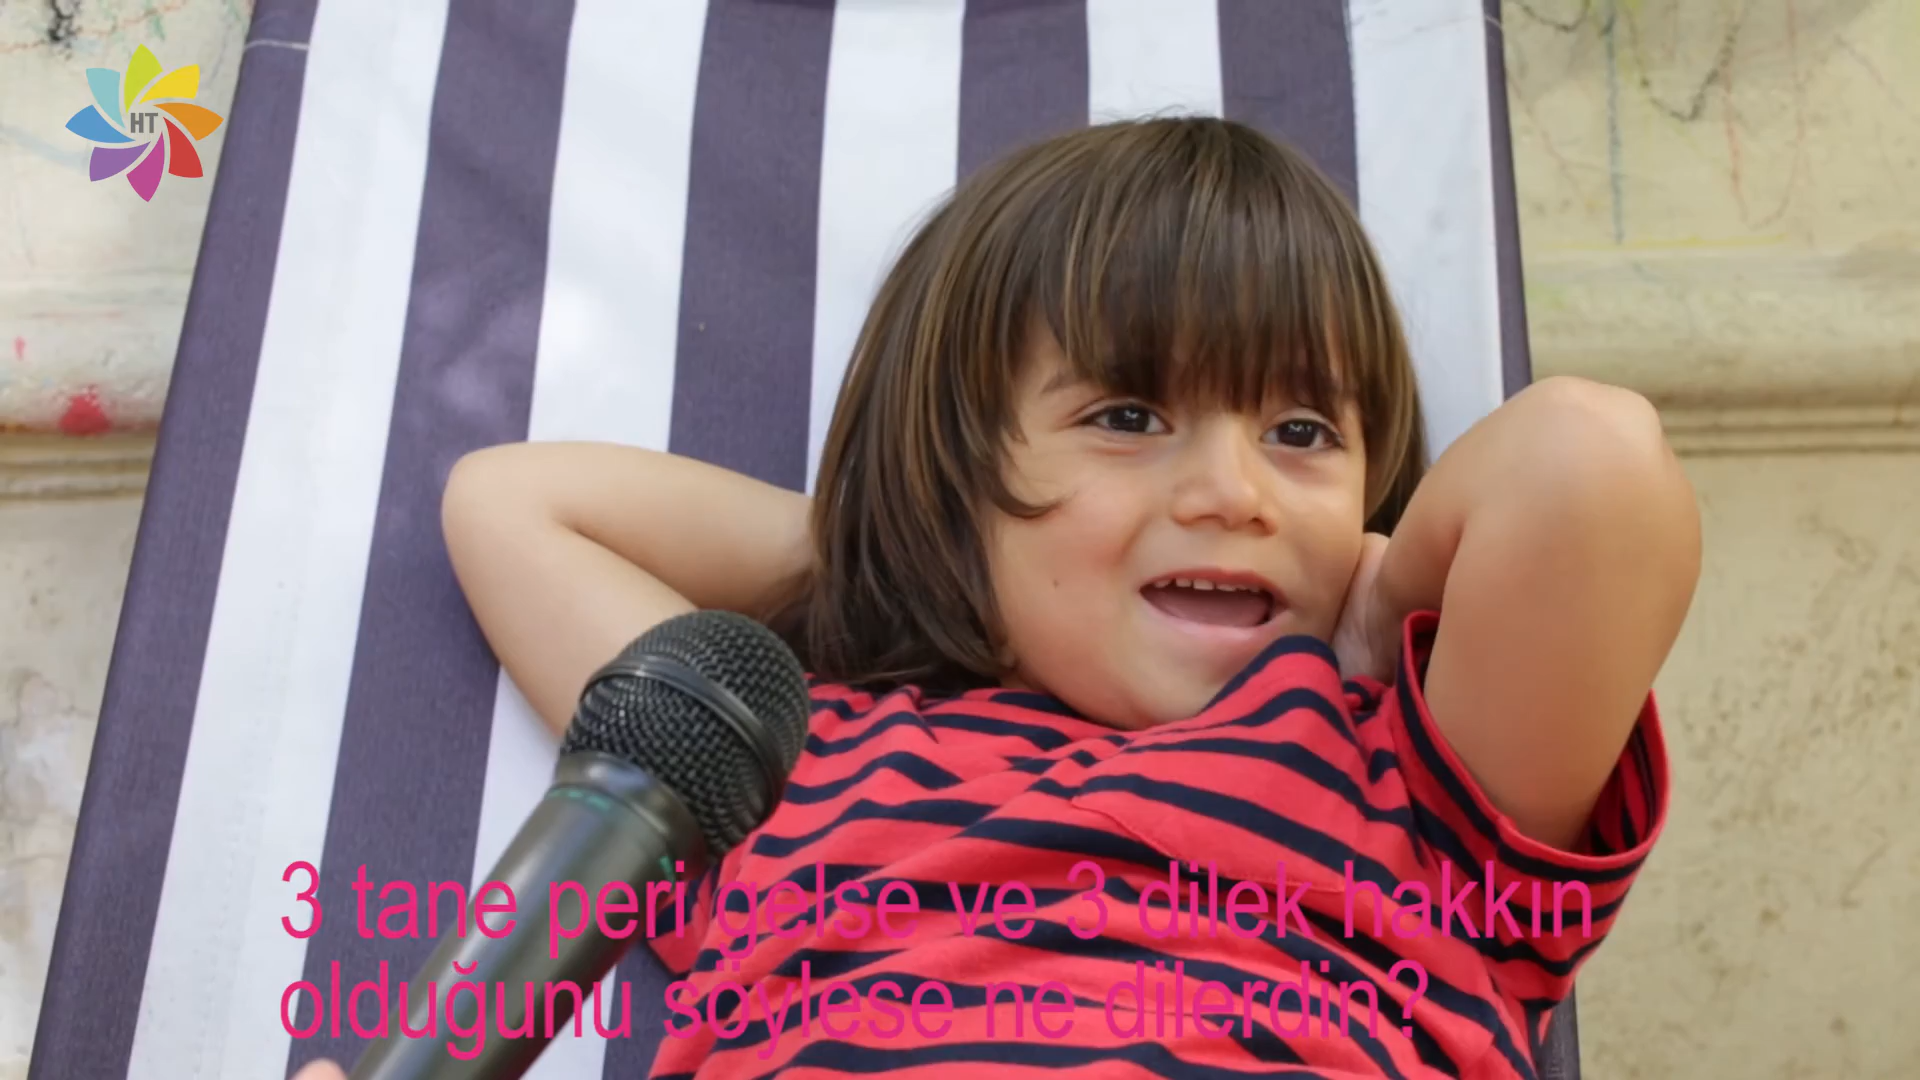 HT
3 tane peri gelse ve 3 dilek hakkın
olduğunu söylese ne dilerdin?